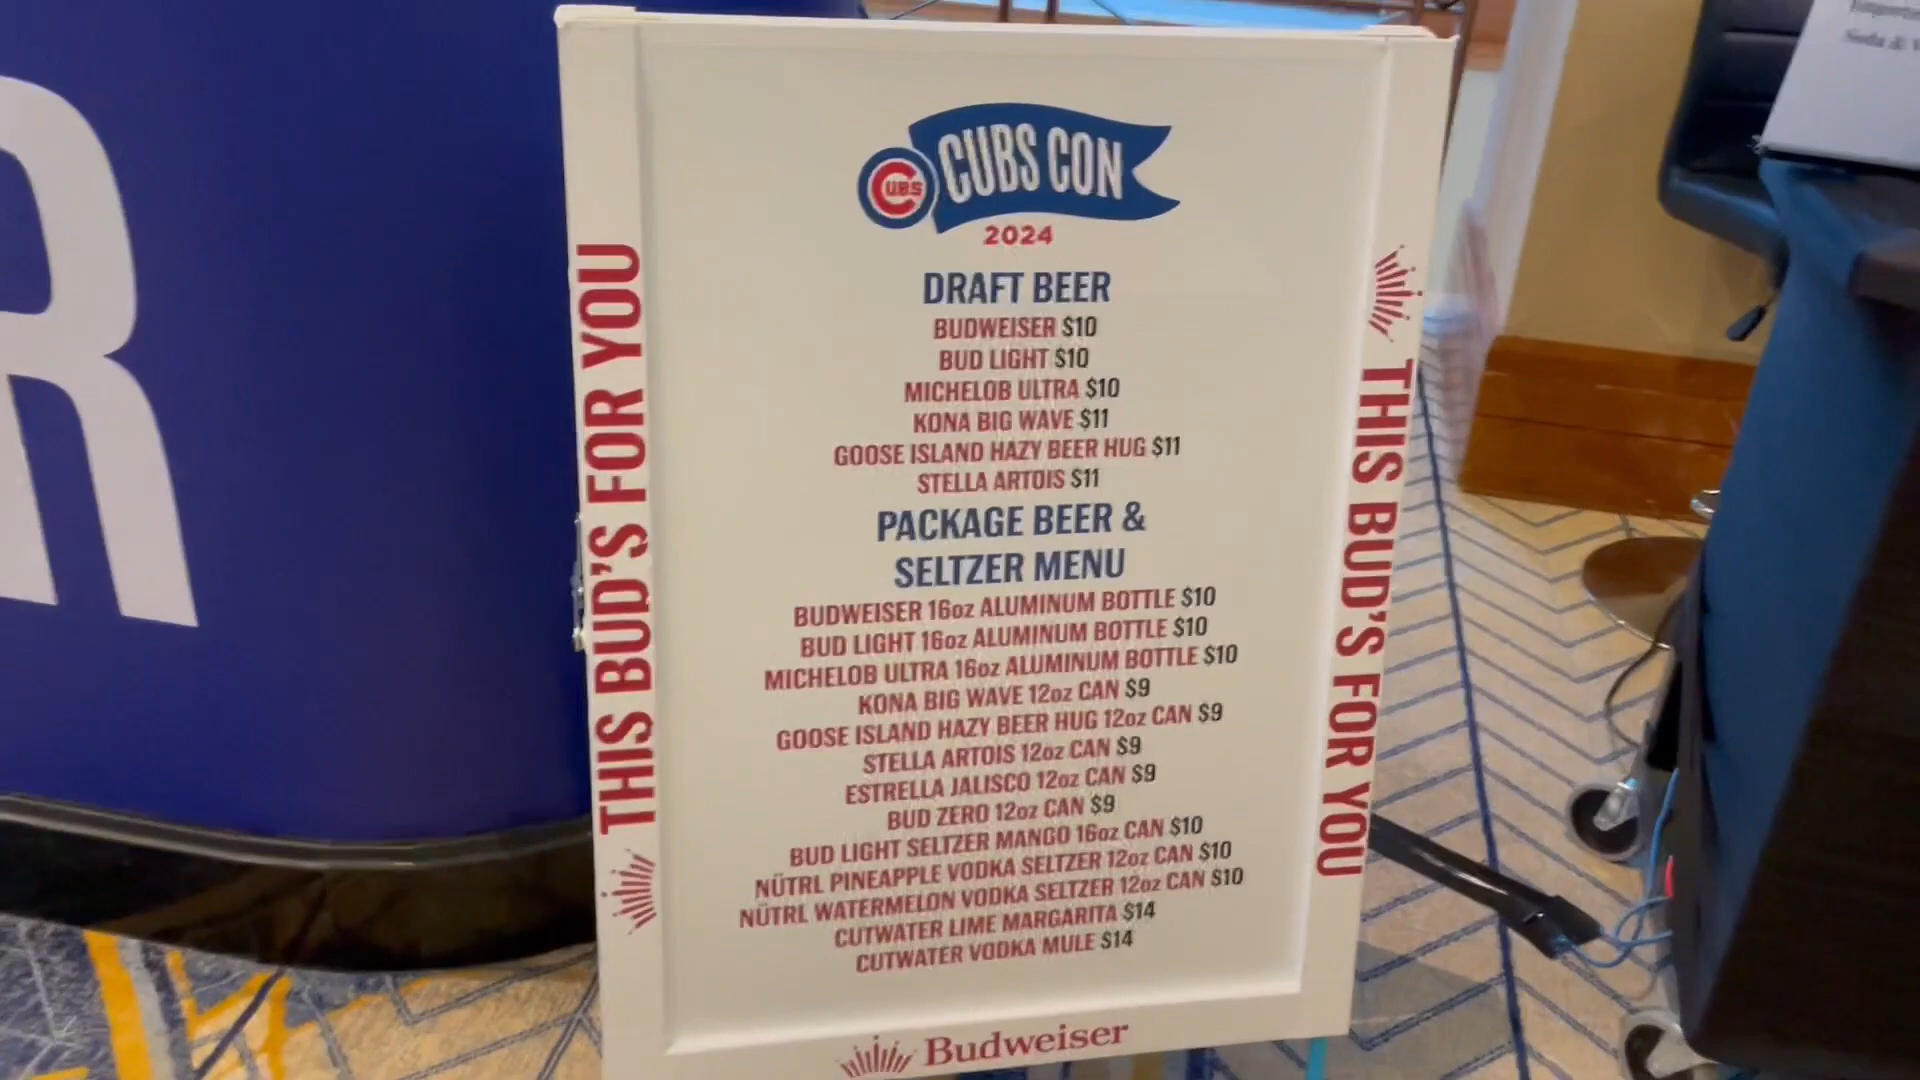 R
Soda &
CUBS
CUBS CON
2024
DRAFT BEER
BUDWEISER $10
BUD LIGHT $10
MICHELOB ULTRA $10
KONA BIG WAVE $11
GOOSE ISLAND HAZY BEER HUG $11
STELLA ARTOIS $11
PACKAGE BEER &
SELTZER MENU
BUDWEISER 16oz ALUMINUM BOTTLE $10
BUD LIGHT 16oz ALUMINUM BOTTLE $10
MICHELOB ULTRA 16oz ALUMINUM BOTTLE $10
KONA BIG WAVE 12oz CAN $9
GOOSE ISLAND HAZY BEER HUG 12oz CAN $9
STELLA ARTOIS 12oz CAN $9
ESTRELLA JALISCO 12oz CAN $9
BUD ZERO 12oz CAN $9
BUD LIGHT SELTZER MANGO 16oz CAN $10
NÜTRL PINEAPPLE VODKA SELTZER 12oz CAN $10
NÜTRL WATERMELON VODKA SELTZER 12oz CAN $10
CUTWATER LIME MARGARITA $14
CUTWATER VODKA MULE $14
Budweiser
THIS BUD'S FOR YOU
THIS BUD'S FOR YOU